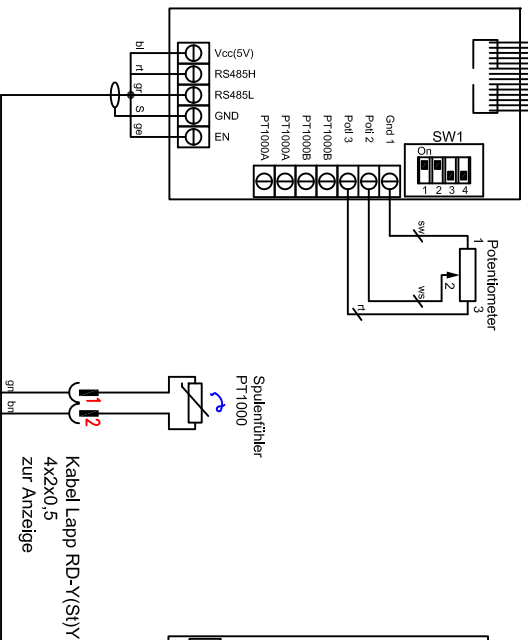 Vcc(5V)
RS485H
RS485L
GND
EN
bl
rt
gr
S
ge
PT1000A
PT1000A
PT1000B
PT1000B
Poti 3
Poti 2
Gnd 1
SW1
On
1 2 3 4
Potentiometer
1
2
3
sw
ws
rt
Spulenfühler
PT1000
1
2
gn
bn
Kabel Lapp RD-Y(St)Y
4x2x0,5
zur Anzeige